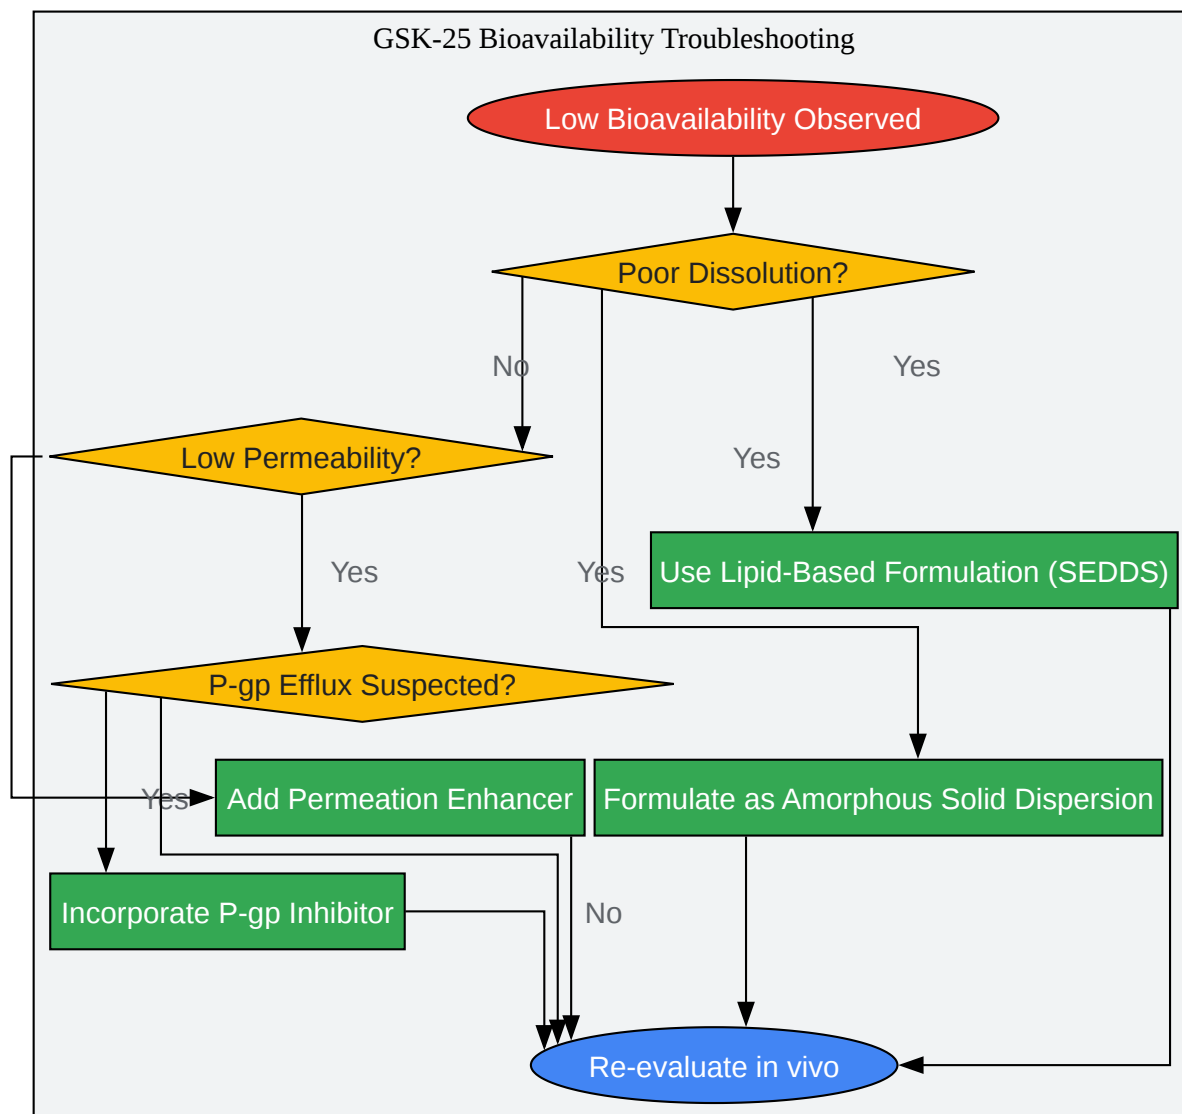 GSK-25 Bioavailability Troubleshooting
Low Bioavailability Observed
Poor Dissolution?
No
Yes
Low Permeability?
Yes
Yes
Yes
Use Lipid-Based Formulation (SEDDS)
P-gp Efflux Suspected?
Yes
Add Permeation Enhancer
Formulate as Amorphous Solid Dispersion
Incorporate P-gp Inhibitor
No
Re-evaluate in vivo